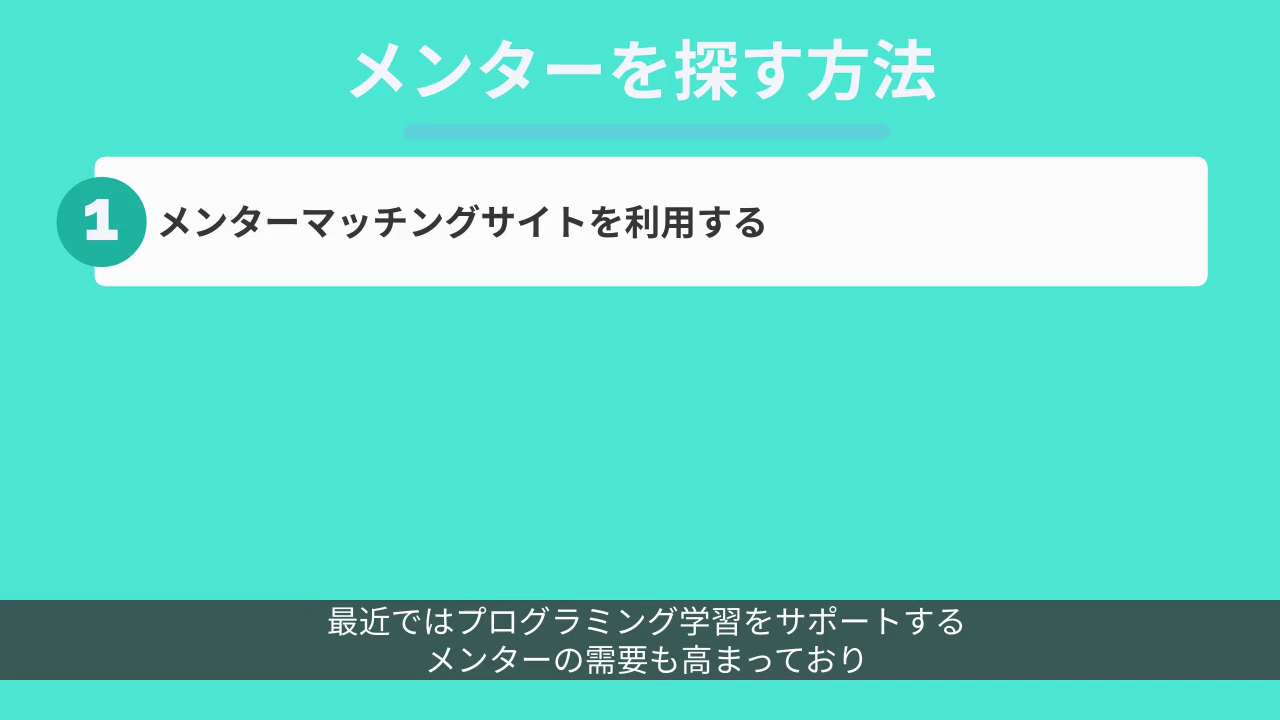 メンターを探す方法
1
メンターマッチングサイトを利用する
最近ではプログラミング学習をサポートする
メンターの需要も高まっており